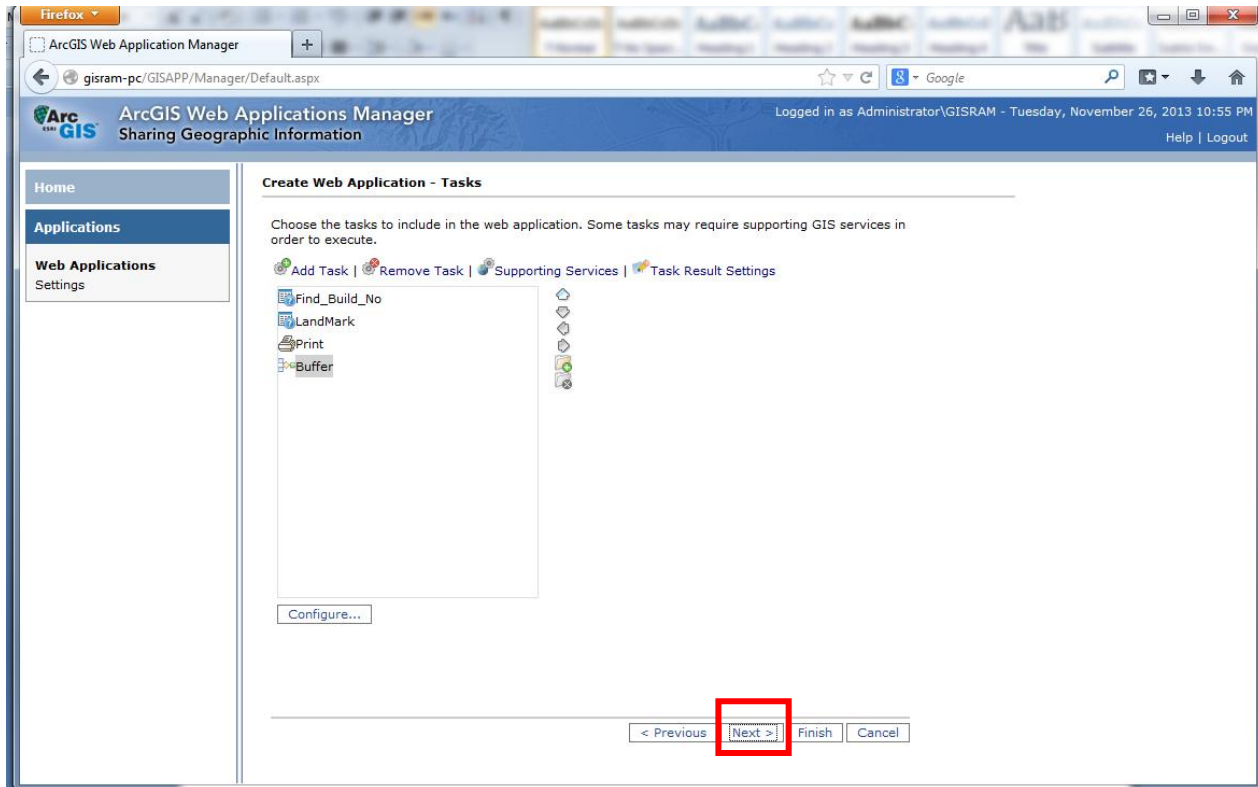 Firefox
ArcGIS Web Application Manager
+
gisram-pc/GISAPP/Manager/Default.aspx
Google
ArcGIS
ArcGIS Web Applications Manager
Sharing Geographic Information
Logged in as Administrator\GISRAM - Tuesday, November 26, 2013 10:55 PM
Help | Logout
Home
Applications
Web Applications
Settings
Create Web Application - Tasks
Choose the tasks to include in the web application. Some tasks may require supporting GIS services in
order to execute.
Add Task | Remove Task | Supporting Services | Task Result Settings
Find_Build_No
LandMark
Print
Buffer
Configure...
< Previous Next > Finish Cancel